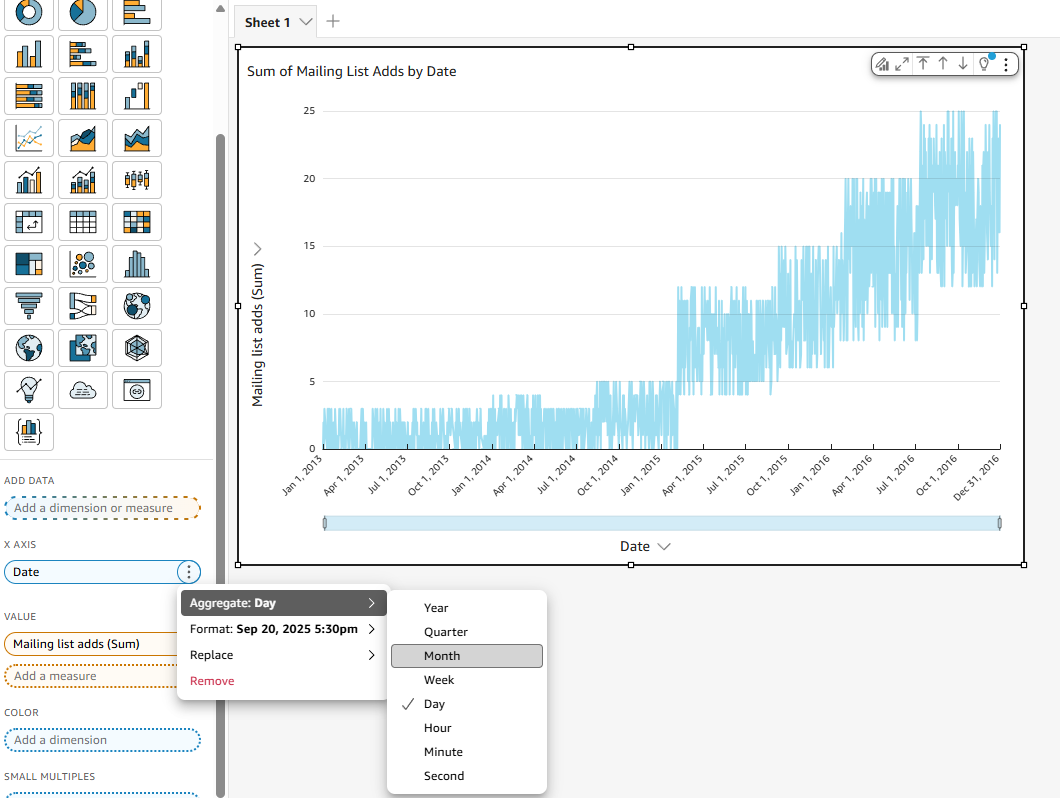 Sheet 1
Sum of Mailing List Adds by Date
25
20
15
10
5
0
Mailing list adds (Sum)
Jan 1, 2013
Apr 1, 2013
Jul 1, 2013
Oct 1, 2013
Jan 1, 2014
Apr 1, 2014
Jul 1, 2014
Oct 1, 2014
Jan 1, 2015
Apr 1, 2015
Jul 1, 2015
Oct 1, 2015
Jan 1, 2016
Apr 1, 2016
Jul 1, 2016
Oct 1, 2016
Dec 31, 2016
Date
ADD DATA
Add a dimension or measure
X AXIS
Date
VALUE
Mailing list adds (Sum)
Add a measure
COLOR
Add a dimension
SMALL MULTIPLES
Aggregate: Day
Format: Sep 20, 2025 5:30pm
Replace
Remove
Year
Quarter
Month
Week
Day
Hour
Minute
Second